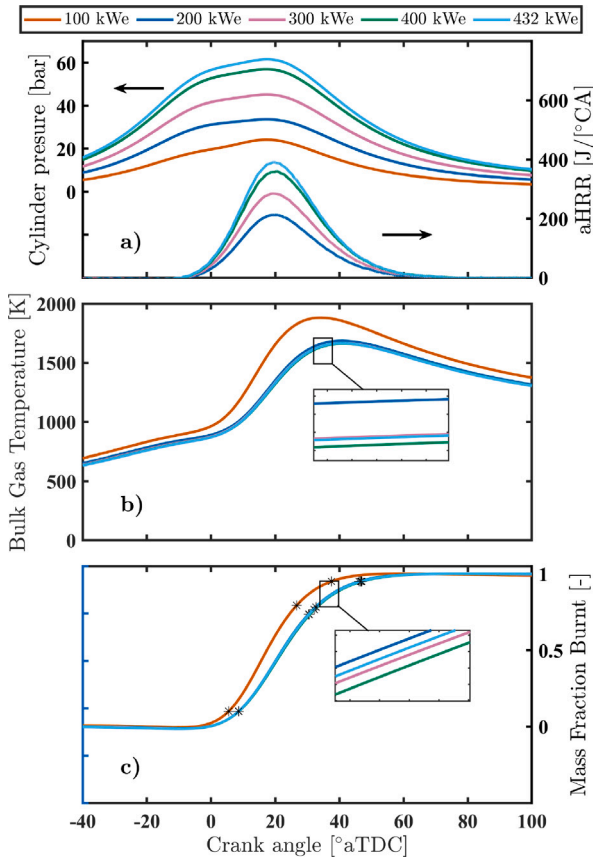 100 kWe 200 kWe 300 kWe 400 kWe 432 kWe
Cylinder presure [bar]
60
40
20
0
a)
600
400
200
0
aHRR [J/[°CA]
Bulk Gas Temperature [K]
2000
1500
1000
500
0
b)
1
0.5
0
Mass Fraction Burnt [-]
c)
-40 -20 0 20 40 60 80 100
Crank angle [°aTDC]